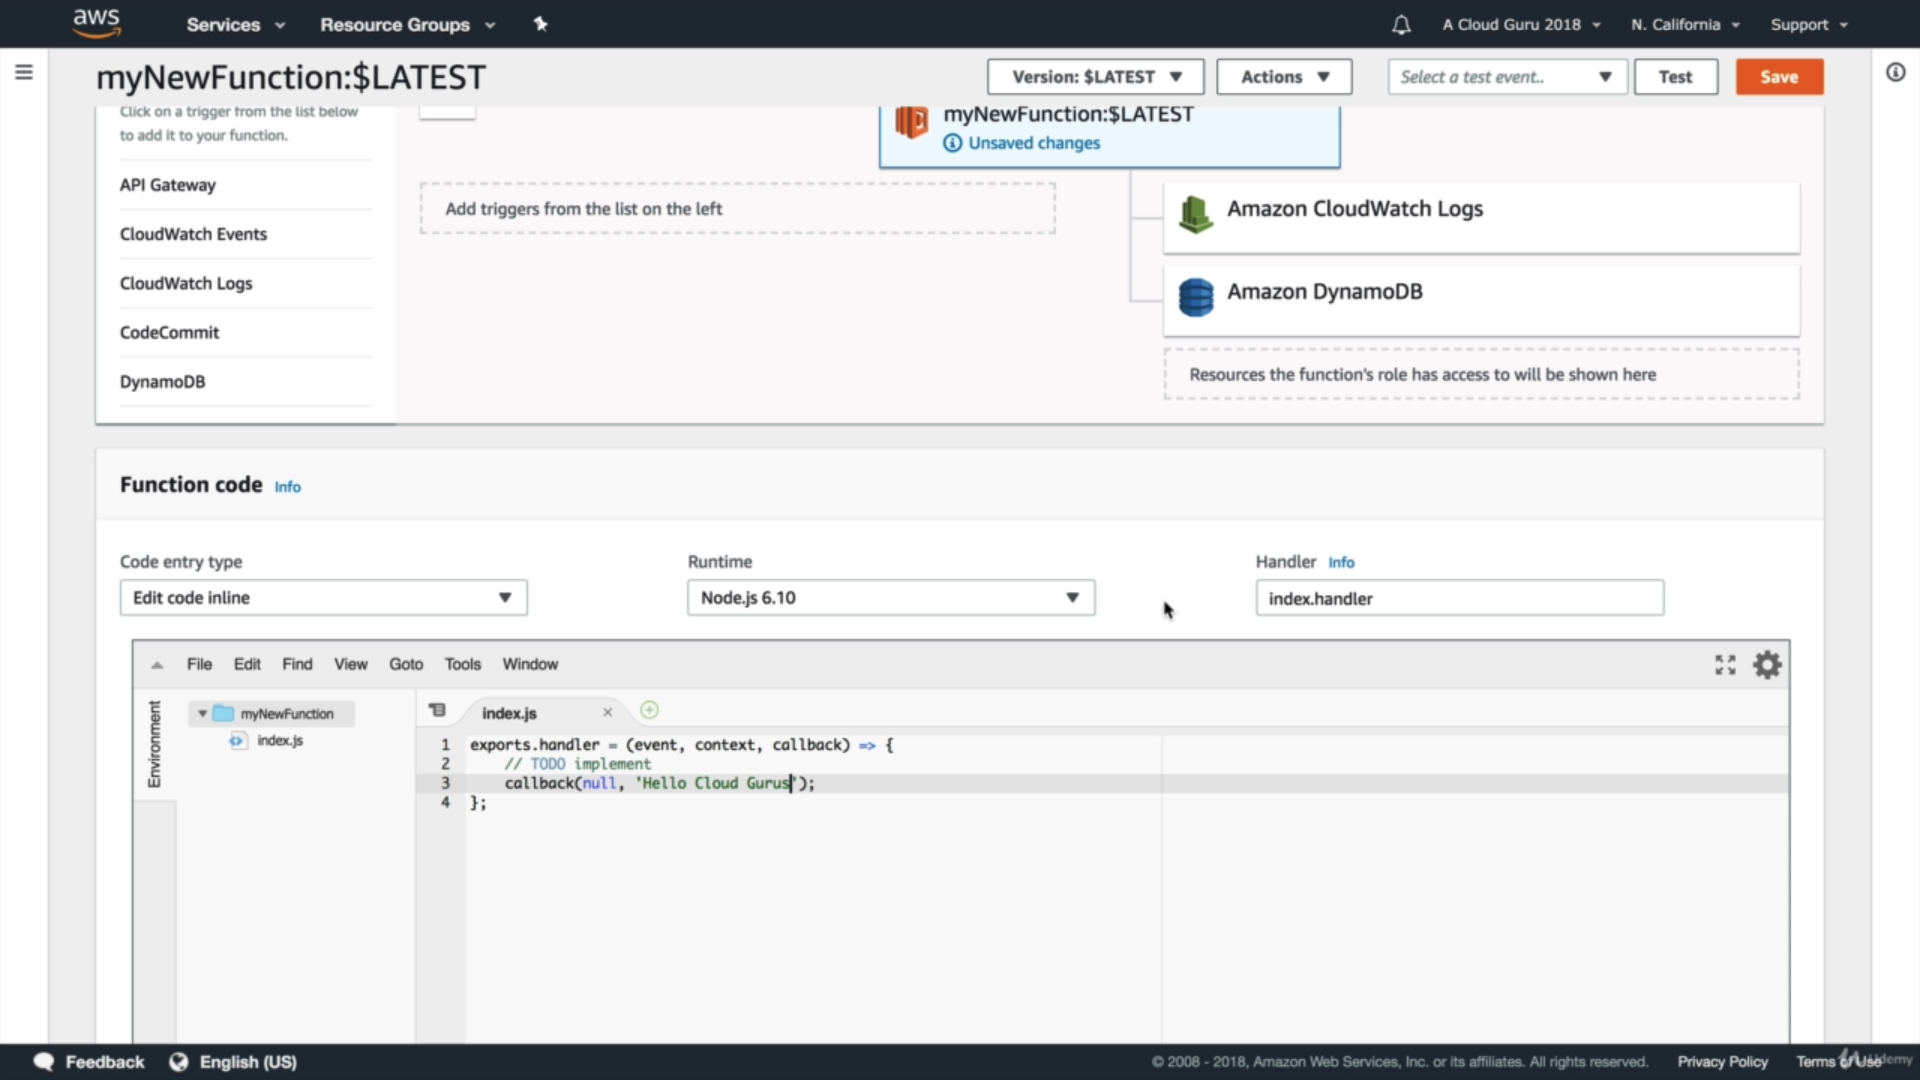 aws
Services
Resource Groups
A Cloud Guru 2018
N. California
Support
myNewFunction:$LATEST
Version: $LATEST
Actions
Select a test event..
Test
Save
Click on a trigger from the list below
to add it to your function.
API Gateway
CloudWatch Events
CloudWatch Logs
CodeCommit
DynamoDB
myNewFunction:$LATEST
Unsaved changes
Add triggers from the list on the left
Amazon CloudWatch Logs
Amazon DynamoDB
Resources the function's role has access to will be shown here
Function code Info
Code entry type
Edit code inline
Runtime
Node.js 6.10
Handler Info
index.handler
File Edit Find View Goto Tools Window
Environment
myNewFunction
index.js
index.js
1 exports.handler = (event, context, callback) => {
2 // TODO implement
3 callback(null, 'Hello Cloud Gurus');
4 };
Feedback
English (US)
© 2008 - 2018, Amazon Web Services, Inc. or its affiliates. All rights reserved.
Privacy Policy
Terms of Use